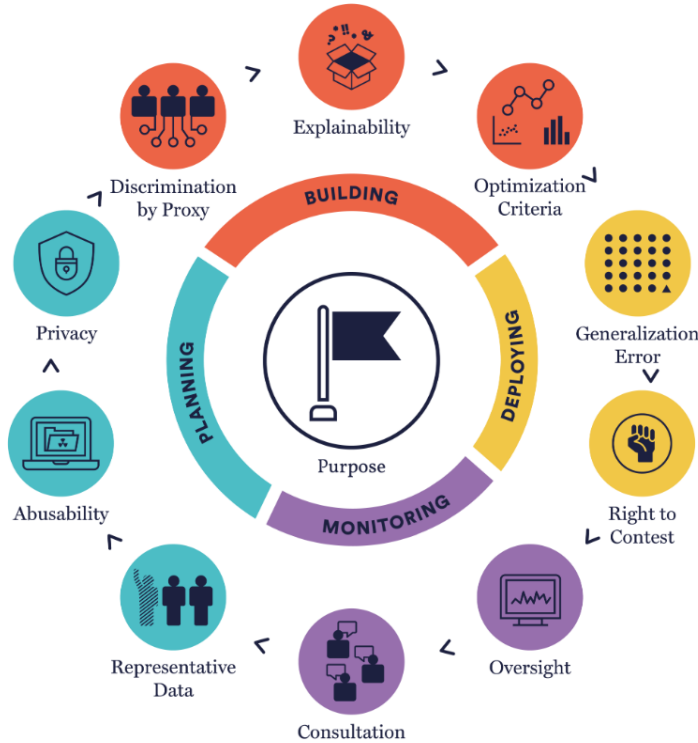 ?*!!*&
Explainability
Discrimination
by Proxy
Optimization
Criteria
BUILDING
Privacy
Generalization
Error
PLANNING
DEPLOYING
Purpose
Abusability
Right to
Contest
MONITORING
Representative
Data
Oversight
Consultation